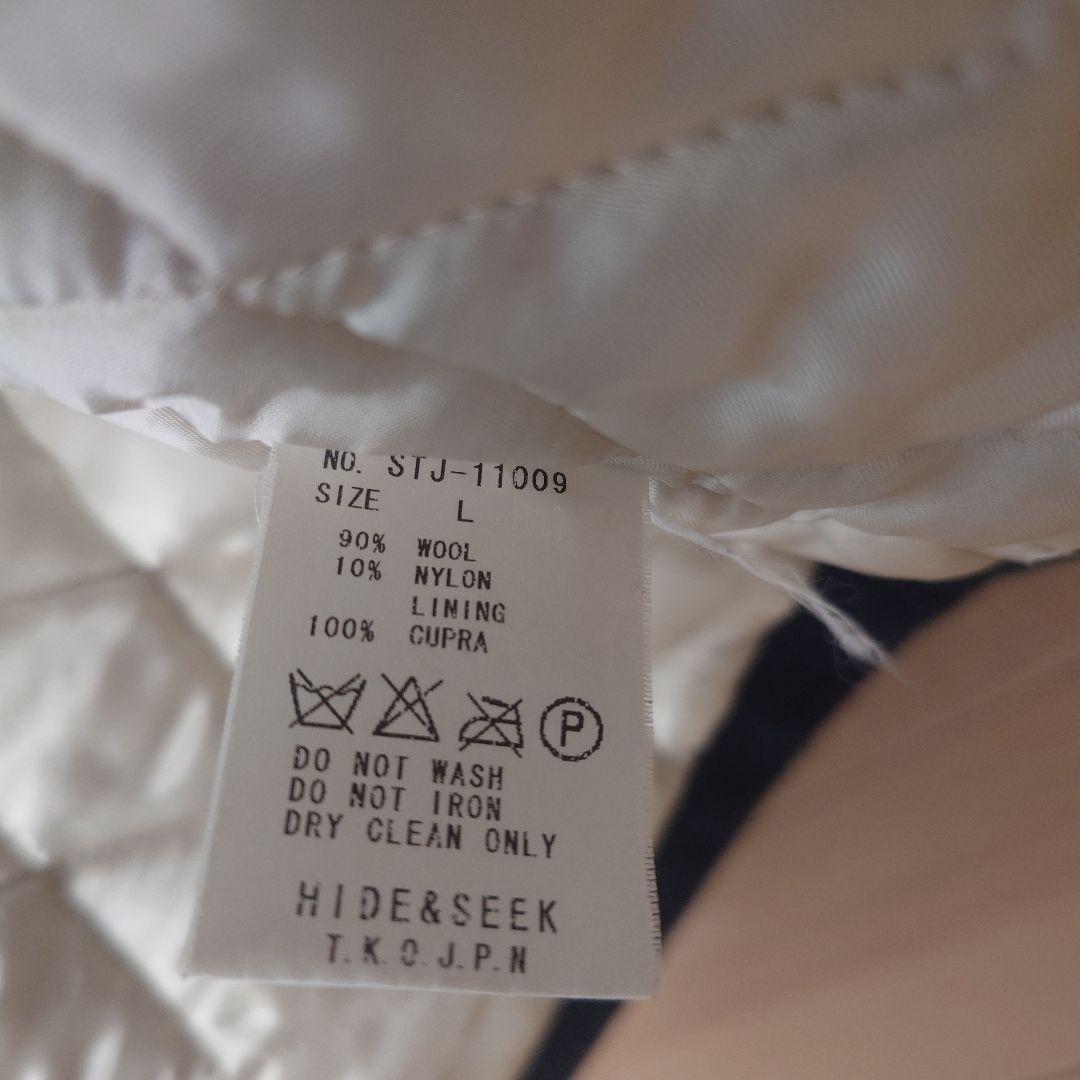 NO. STJ-11009
SIZE L
90% WOOL
10% NYLON
LINING
100% CUPRA
P
DO NOT WASH
DO NOT IRON
DRY CLEAN ONLY
HIDE&SEEK
T.K.O.J.P.N